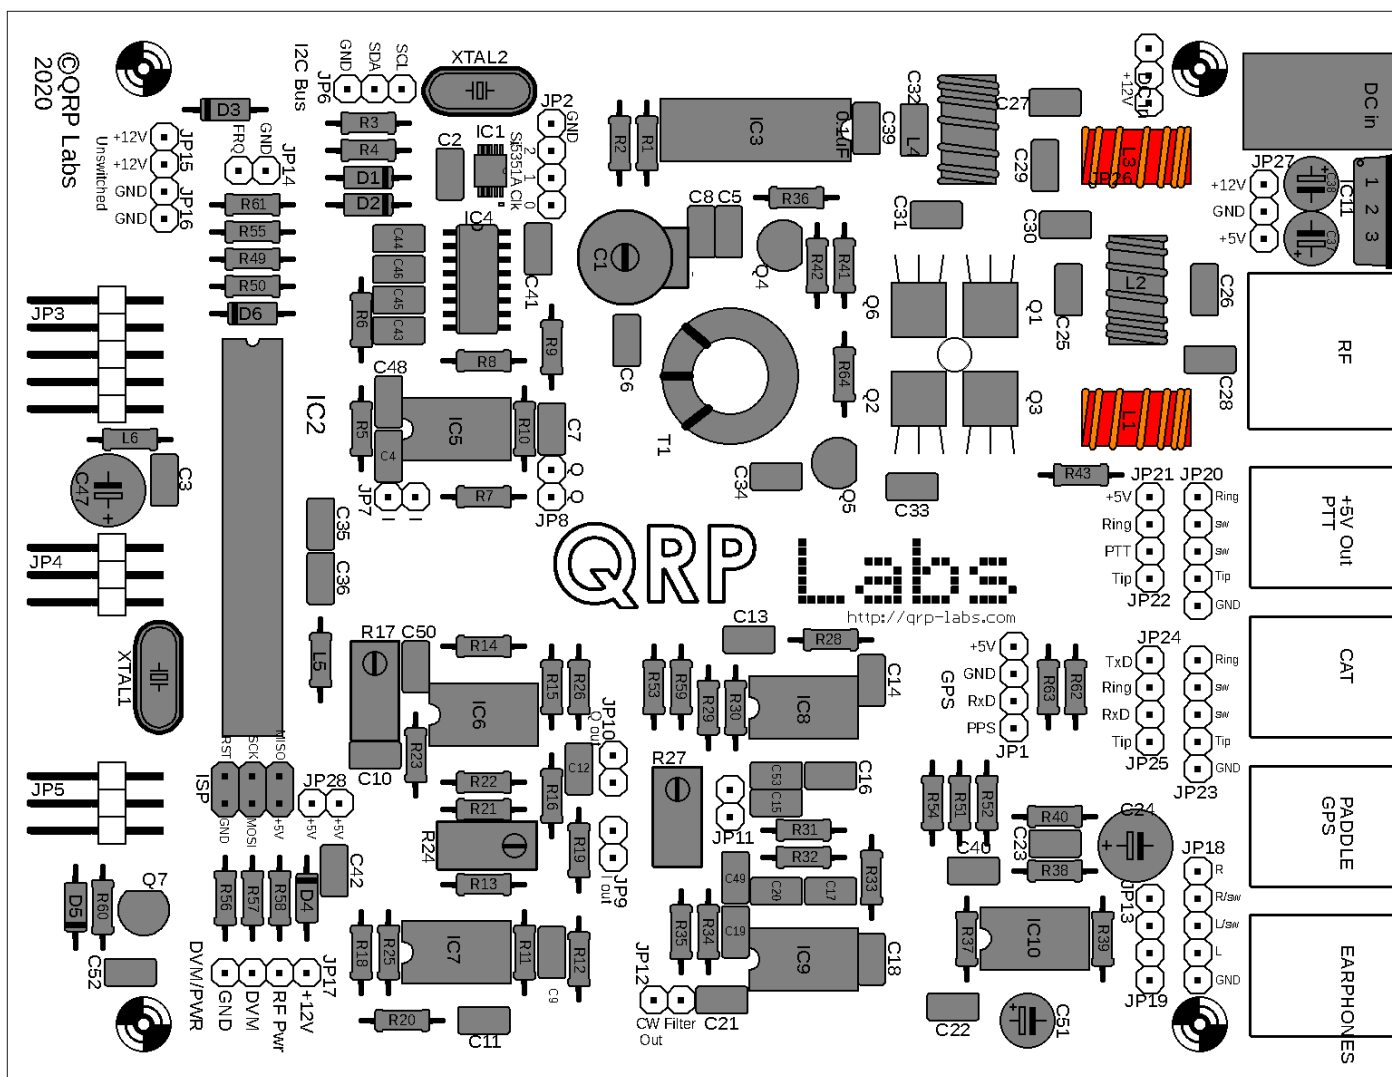 ©QRP Labs
2020
I2C Bus
GND
SDA
SCL
JP6
XTAL2
D3
FRQ
GND
JP14
+12V
+12V
GND
GND
Unswitched
JP15
JP16
R3
R4
D1
D2
C2
IC1
Si5351A Clk
JP2
GND
2
1
0
R2
R1
IC3
0.1uF
C39
C32
L4
C27
C29
+12V
L3
JP26
DC in
JP27
+12V
GND
+5V
C38
C37
IC11
1
2
3
R61
R55
R49
R50
D6
C44
C46
C45
C43
R6
IC4
C41
R9
R8
C1
C8
C5
R36
Q4
R42
R41
C31
C30
C25
L2
C26
C28
Q6
Q1
Q2
Q3
R64
C6
T1
RF
JP3
L6
C47
C3
IC2
C48
R5
C4
IC5
R10
C7
JP7
I
I
R7
Q
Q
JP8
C34
Q5
C33
L1
R43
JP21
JP20
+5V
Ring
PTT
Tip
JP22
Ring
sw
sw
Tip
GND
+5V Out
PTT
JP4
C35
C36
QRP Labs
http://qrp-labs.com
XTAL1
L5
R17
C50
R14
IC6
R15
R26
R23
C10
R22
R21
R16
C12
JP10
Q out
R24
R13
R19
JP9
I out
R53
R59
R29
R30
C13
R28
IC8
C14
R27
JP11
C53
C15
C16
R31
R32
C49
C20
C17
R33
GPS
+5V
GND
RxD
PPS
JP1
R63
R62
JP24
TxD
Ring
RxD
Tip
JP25
Ring
sw
sw
Tip
GND
JP23
CAT
JP5
RST
SCK
MISO
ISP
GND
MOSI
+5V
JP28
+5V
+5V
C42
R54
R51
R52
C40
R40
C23
R38
C24
PADDLE
GPS
D5
R60
Q7
C52
R56
R57
R58
D4
DVM/PWR
GND
DVM
RF Pwr
+12V
JP17
R18
R25
IC7
R11
C9
R12
R20
C11
R35
R34
C19
IC9
C18
JP12
CW Filter
Out
C21
R37
IC10
R39
C22
C51
JP13
JP19
JP18
R
R/sw
L/sw
L
GND
EARPHONES